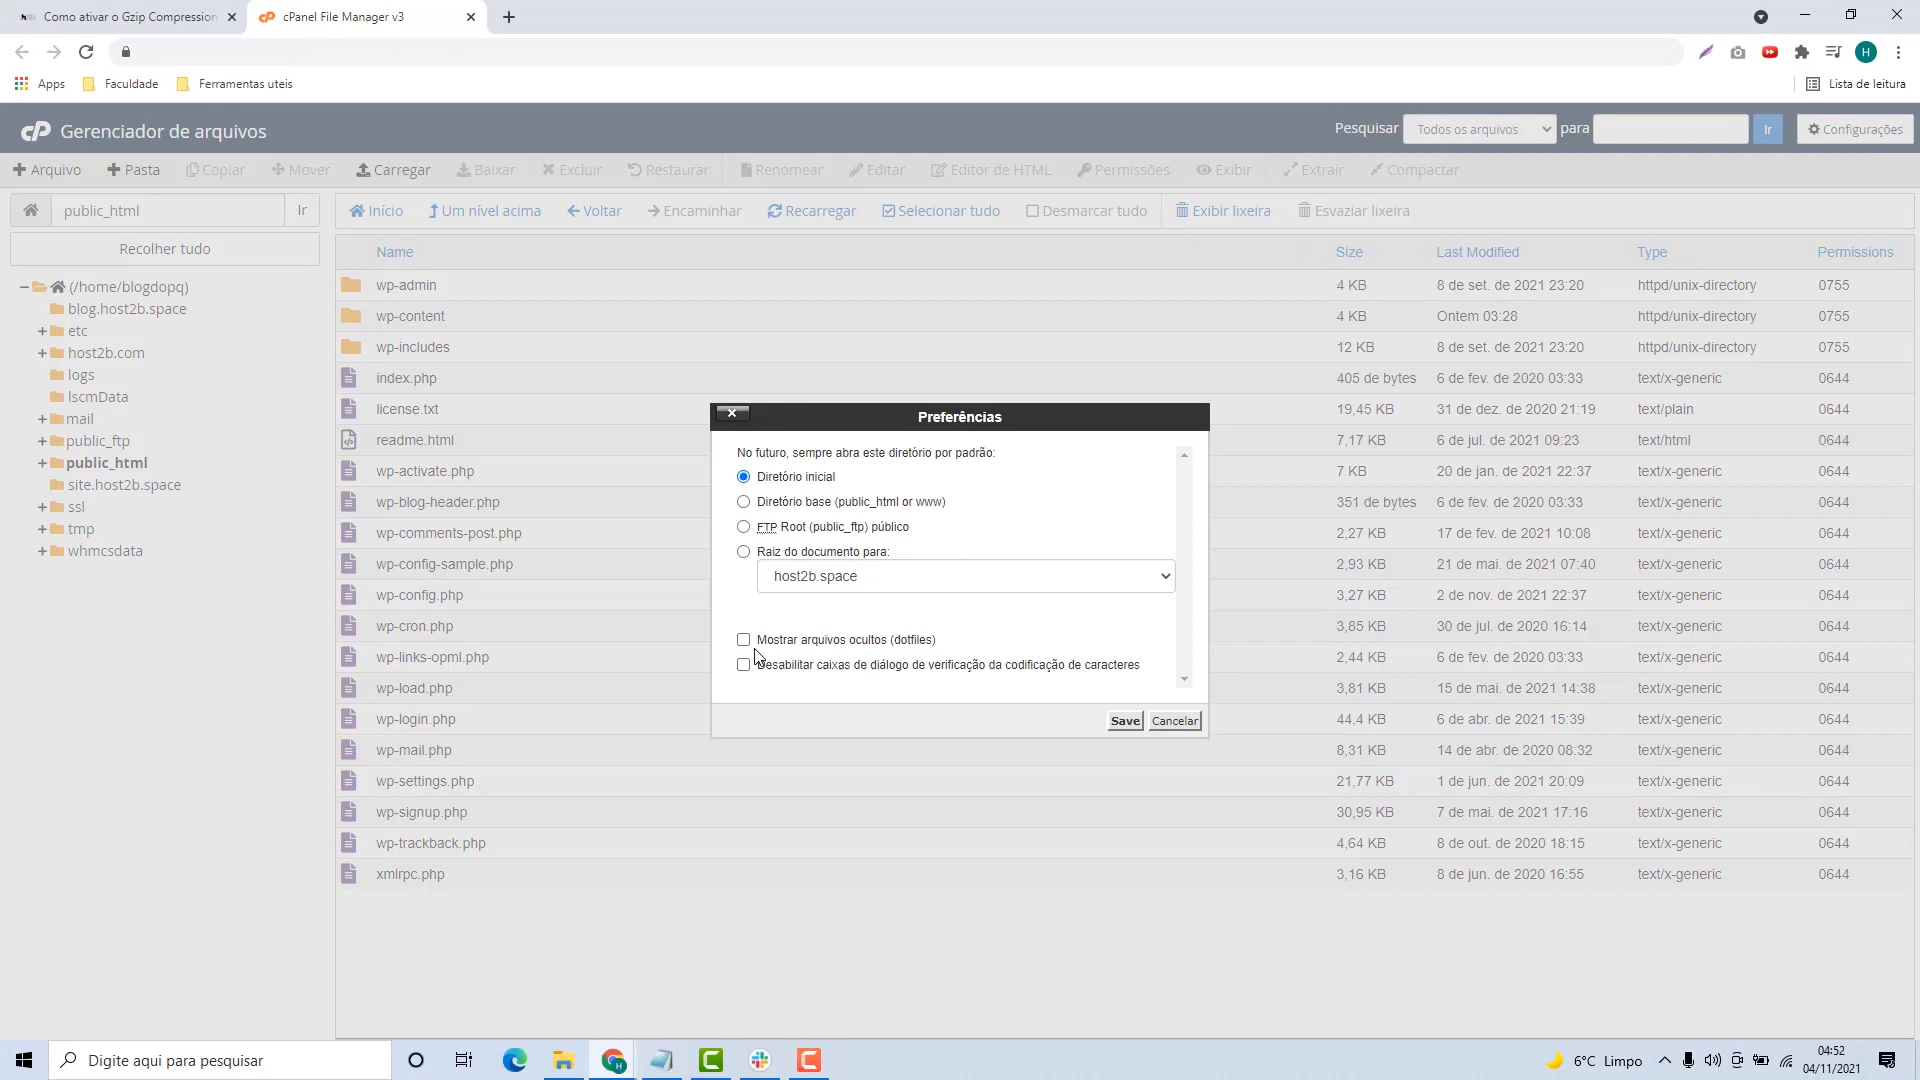 Como ativar o Gzip Compression
cPanel File Manager v3
H
Apps
Faculdade
Ferramentas uteis
Lista de leitura
cP Gerenciador de arquivos
Pesquisar
Todos os arquivos
para
Ir
Configurações
Arquivo
Pasta
Copiar
Mover
Carregar
Baixar
Excluir
Restaurar
Renomear
Editar
Editor de HTML
Permissões
Exibir
Extrair
Compactar
public_html
Ir
Início
Um nível acima
Voltar
Encaminhar
Recarregar
Selecionar tudo
Desmarcar tudo
Exibir lixeira
Esvaziar lixeira
Recolher tudo
(/home/blogdopq)
blog.host2b.space
etc
host2b.com
logs
lscmData
mail
public_ftp
public_html
site.host2b.space
ssl
tmp
whmcsdata
Name Size Last Modified Type Permissions
wp-admin 4 KB 8 de set. de 2021 23:20 httpd/unix-directory 0755
wp-content 4 KB Ontem 03:28 httpd/unix-directory 0755
wp-includes 12 KB 8 de set. de 2021 23:20 httpd/unix-directory 0755
index.php 405 de bytes 6 de fev. de 2020 03:33 text/x-generic 0644
license.txt 19,45 KB 31 de dez. de 2020 21:19 text/plain 0644
readme.html 7,17 KB 6 de jul. de 2021 09:23 text/html 0644
wp-activate.php 7 KB 20 de jan. de 2021 22:37 text/x-generic 0644
wp-blog-header.php 351 de bytes 6 de fev. de 2020 03:33 text/x-generic 0644
wp-comments-post.php 2,27 KB 17 de fev. de 2021 10:08 text/x-generic 0644
wp-config-sample.php 2,93 KB 21 de mai. de 2021 07:40 text/x-generic 0644
wp-config.php 3,27 KB 2 de nov. de 2021 22:37 text/x-generic 0644
wp-cron.php 3,85 KB 30 de jul. de 2021 16:14 text/x-generic 0644
wp-links-opml.php 2,44 KB 6 de fev. de 2020 03:33 text/x-generic 0644
wp-load.php 3,81 KB 15 de mai. de 2021 14:38 text/x-generic 0644
wp-login.php 44,4 KB 6 de abr. de 2021 15:39 text/x-generic 0644
wp-mail.php 8,31 KB 14 de abr. de 2020 08:32 text/x-generic 0644
wp-settings.php 21,77 KB 1 de jun. de 2021 20:09 text/x-generic 0644
wp-signup.php 30,95 KB 7 de mai. de 2021 17:16 text/x-generic 0644
wp-trackback.php 4,64 KB 8 de out. de 2020 18:15 text/x-generic 0644
xmlrpc.php 3,16 KB 8 de jun. de 2020 16:55 text/x-generic 0644
Preferências
No futuro, sempre abra este diretório por padrão:
Diretório inicial
Diretório base (public_html or www)
FTP Root (public_ftp) público
Raiz do documento para:
host2b.space
Mostrar arquivos ocultos (dotfiles)
Desabilitar caixas de diálogo de verificação da codificação de caracteres
Save
Cancelar
Digite aqui para pesquisar
6°C Limpo
04:52
04/11/2021